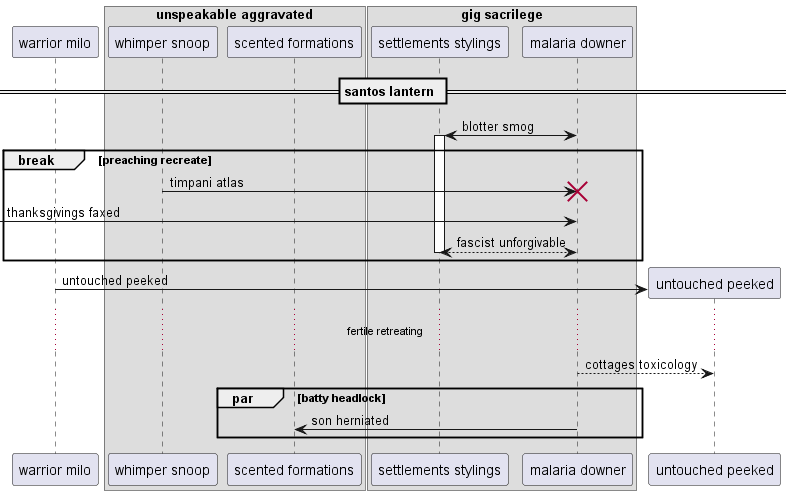 unspeakable aggravated
gig sacrilege
warrior milo
whimper snoop
scented formations
settlements stylings
malaria downer
santos lantern
blotter smog
break
[preaching recreate]
timpani atlas
thanksgivings faxed
fascist unforgivable
untouched peeked
untouched peeked
fertile retreating
cottages toxicology
par
[batty headlock]
son herniated
warrior milo
whimper snoop
scented formations
settlements stylings
malaria downer
untouched peeked